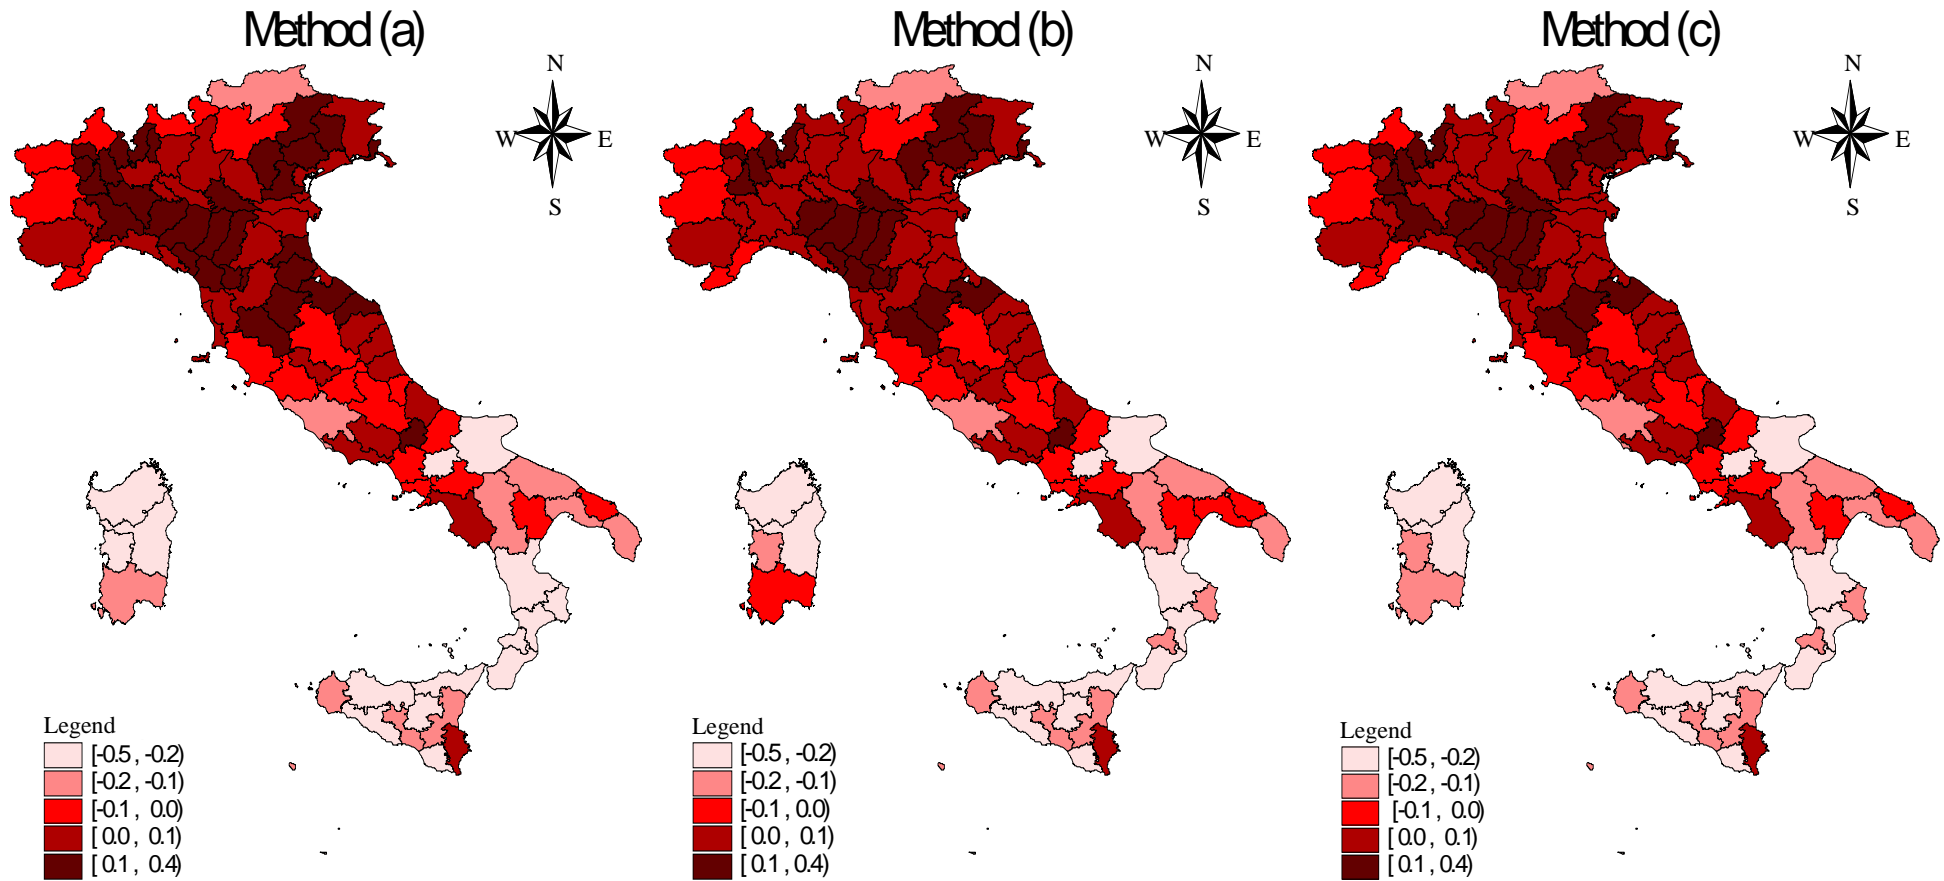 Method (a)
N
W E
S
Legend
[-0.5 , -0.2)
[-0.2 , -0.1)
[-0.1 , 0.0)
[ 0.0 , 0.1)
[ 0.1 , 0.4)
Method (b)
N
W E
S
Legend
[-0.5 , -0.2)
[-0.2 , -0.1)
[-0.1 , 0.0)
[ 0.0 , 0.1)
[ 0.1 , 0.4)
Method (c)
N
W E
S
Legend
[-0.5 , -0.2)
[-0.2 , -0.1)
[-0.1 , 0.0)
[ 0.0 , 0.1)
[ 0.1 , 0.4)